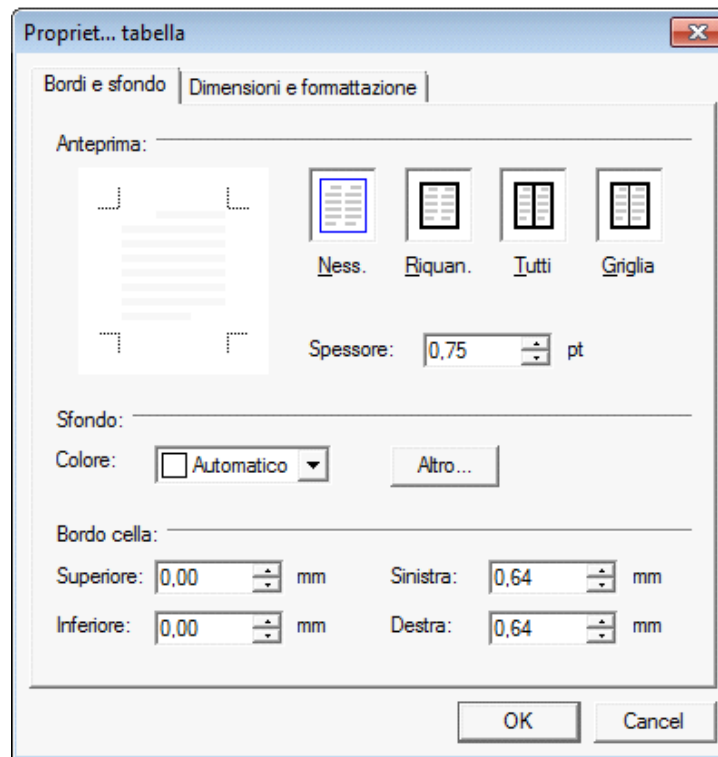 Propriet... tabella
Bordi e sfondo Dimensioni e formattazione
Anteprima:
Ness. Riquan. Tutti Griglia
Spessore: 0,75 pt
Sfondo:
Colore: Automatico Altro...
Bordo cella:
Superiore: 0,00 mm Sinistra: 0,64 mm
Inferiore: 0,00 mm Destra: 0,64 mm
OK Cancel